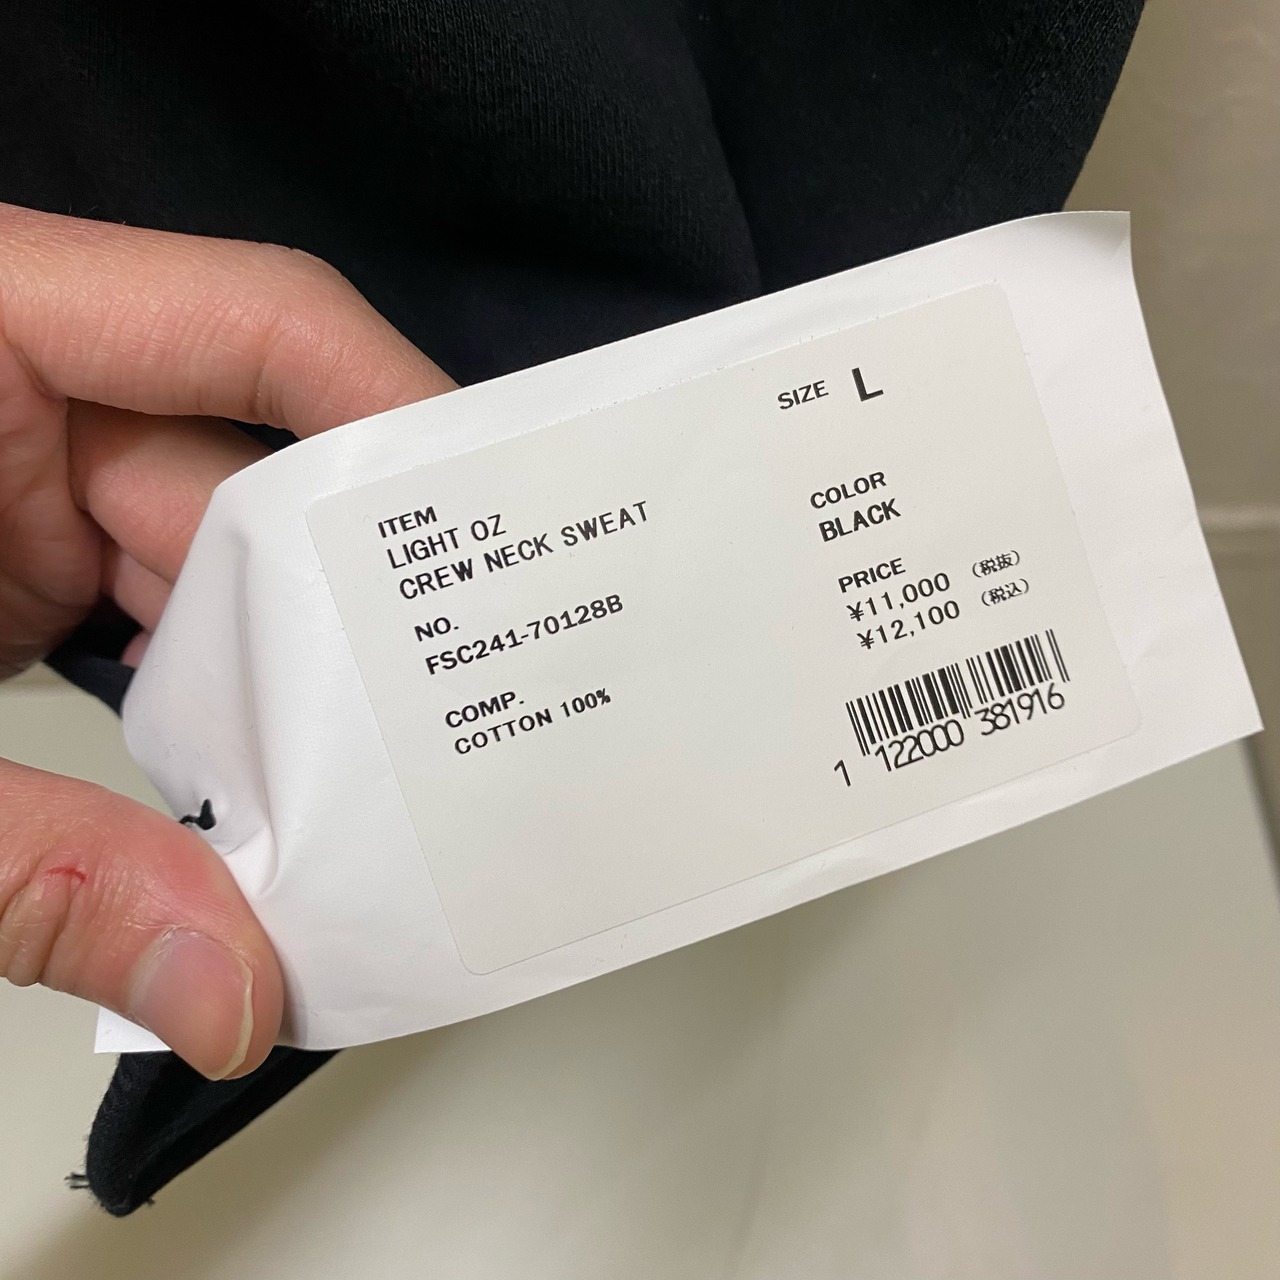 SIZE L
ITEM
LIGHT OZ
CREW NECK SWEAT
NO.
FSC241-70128B
COMP.
COTTON 100%
COLOR
BLACK
PRICE
¥11,000 (税抜)
¥12,100 (税込)
1 122000 381916